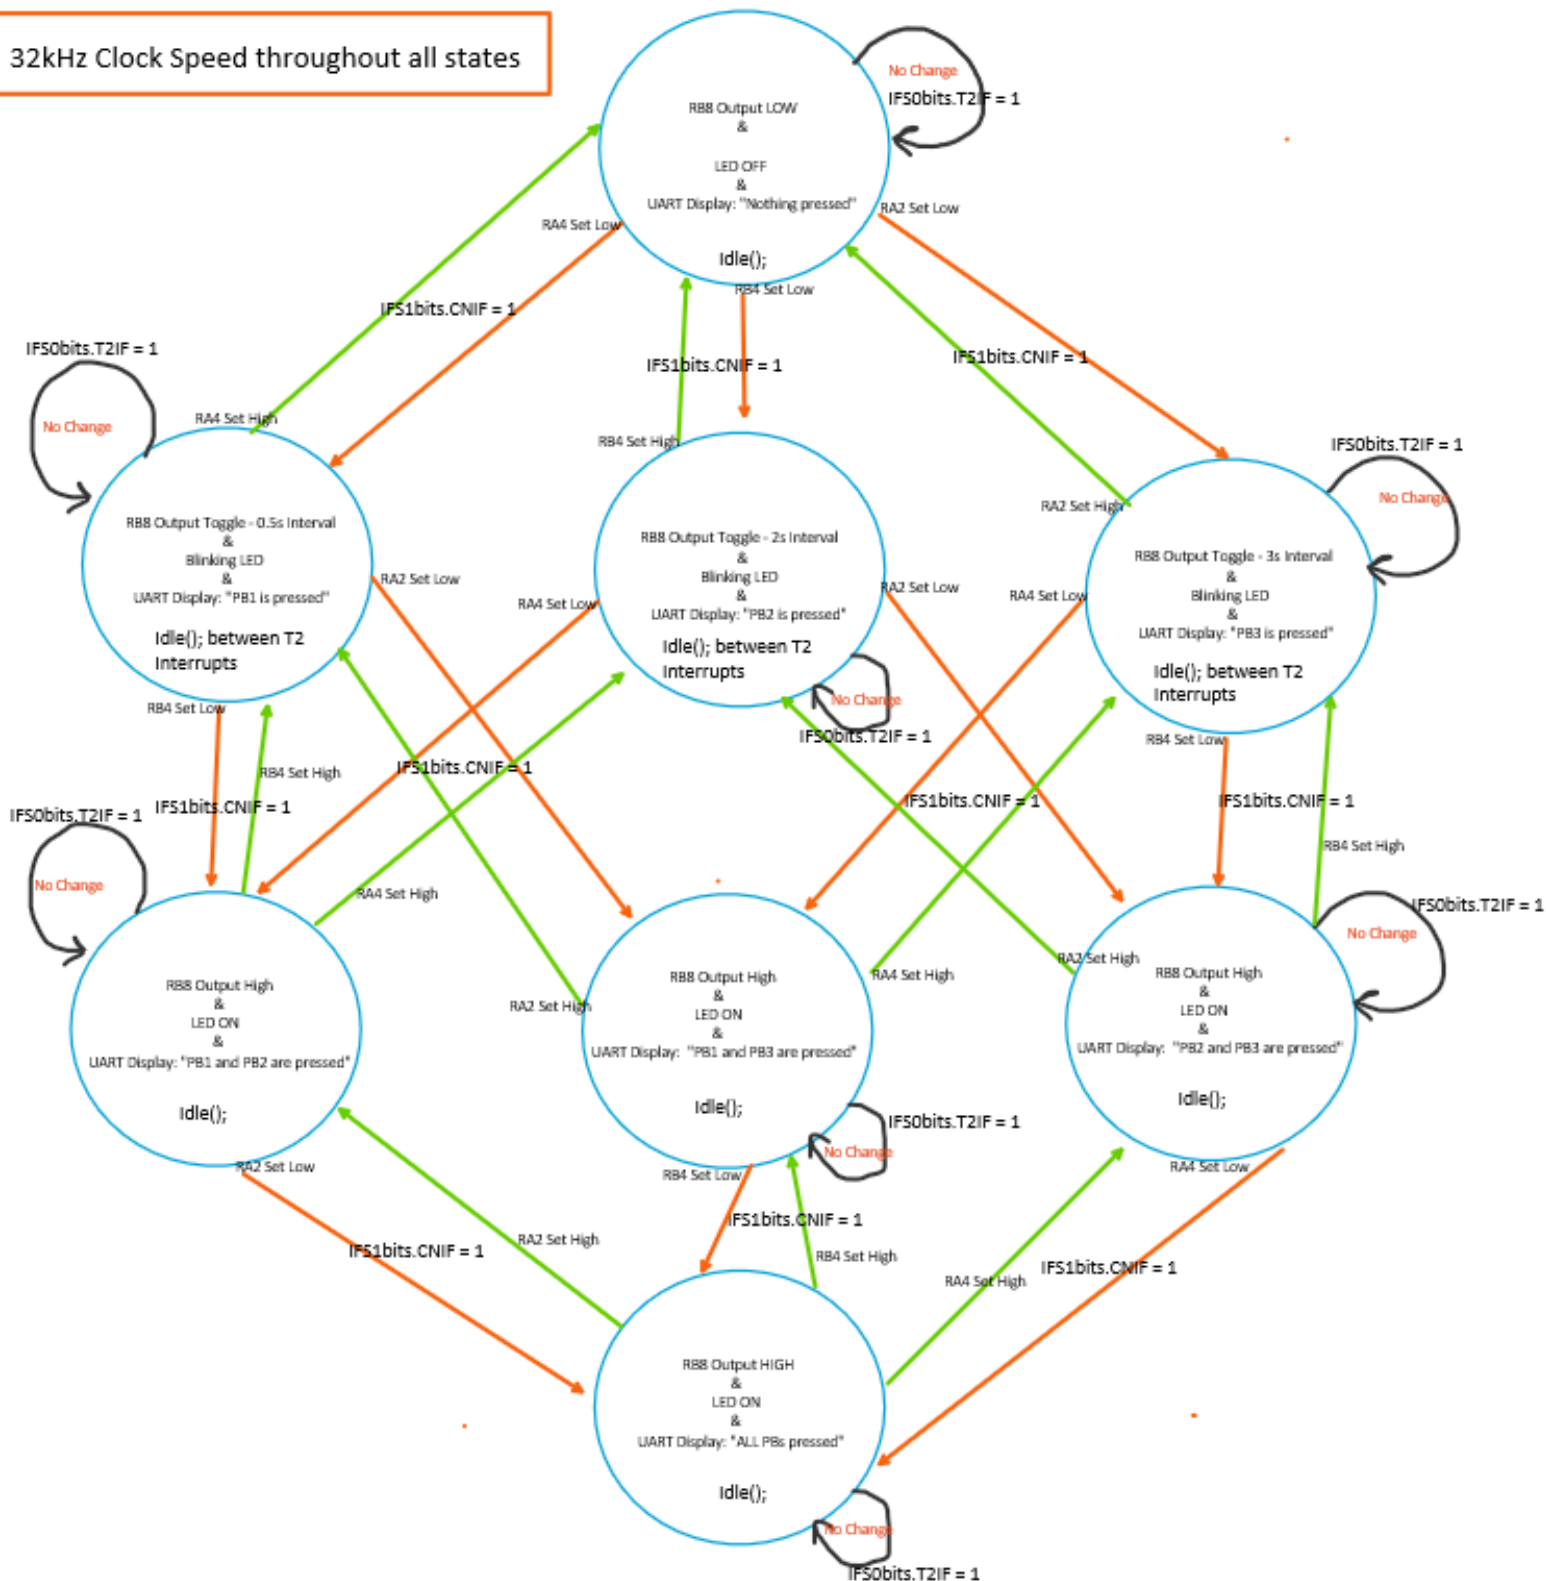 32kHz Clock Speed throughout all states
No Change
IFS0bits.T2IF = 1
RB8 Output LOW
&
LED OFF
&
UART Display: "Nothing pressed"
Idle();
RA4 Set Low
RA2 Set Low
RB4 Set Low
IFS1bits.CNIF = 1
IFS1bits.CNIF = 1
IFS1bits.CNIF = 1
IFS0bits.T2IF = 1
No Change
RA4 Set High
RB4 Set High
RA2 Set High
IFS0bits.T2IF = 1
No Change
RB8 Output Toggle - 0.5s Interval
&
Blinking LED
&
UART Display: "PB1 is pressed"
Idle(); between T2
Interrupts
RA2 Set Low
RB4 Set Low
RB8 Output Toggle - 2s Interval
&
Blinking LED
&
UART Display: "PB2 is pressed"
Idle(); between T2
Interrupts
RA4 Set Low
RA2 Set Low
No Change
IFS0bits.T2IF = 1
RB8 Output Toggle - 3s Interval
&
Blinking LED
&
UART Display: "PB3 is pressed"
Idle(); between T2
Interrupts
RA4 Set Low
RB4 Set Low
RB4 Set High
IFS1bits.CNIF = 1
IFS1bits.CNIF = 1
IFS1bits.CNIF = 1
IFS1bits.CNIF = 1
RB4 Set High
IFS0bits.T2IF = 1
No Change
RA4 Set High
RA2 Set High
RA4 Set High
RA2 Set High
IFS0bits.T2IF = 1
No Change
RB8 Output High
&
LED ON
&
UART Display: "PB1 and PB2 are pressed"
Idle();
RA2 Set Low
RB8 Output High
&
LED ON
&
UART Display: "PB1 and PB3 are pressed"
Idle();
IFS0bits.T2IF = 1
No Change
RB4 Set Low
RB8 Output High
&
LED ON
&
UART Display: "PB2 and PB3 are pressed"
Idle();
RA4 Set Low
IFS1bits.CNIF = 1
RA2 Set High
IFS1bits.CNIF = 1
RB4 Set High
RA4 Set High
IFS1bits.CNIF = 1
RB8 Output HIGH
&
LED ON
&
UART Display: "ALL PBs pressed"
Idle();
No Change
IFS0bits.T2IF = 1